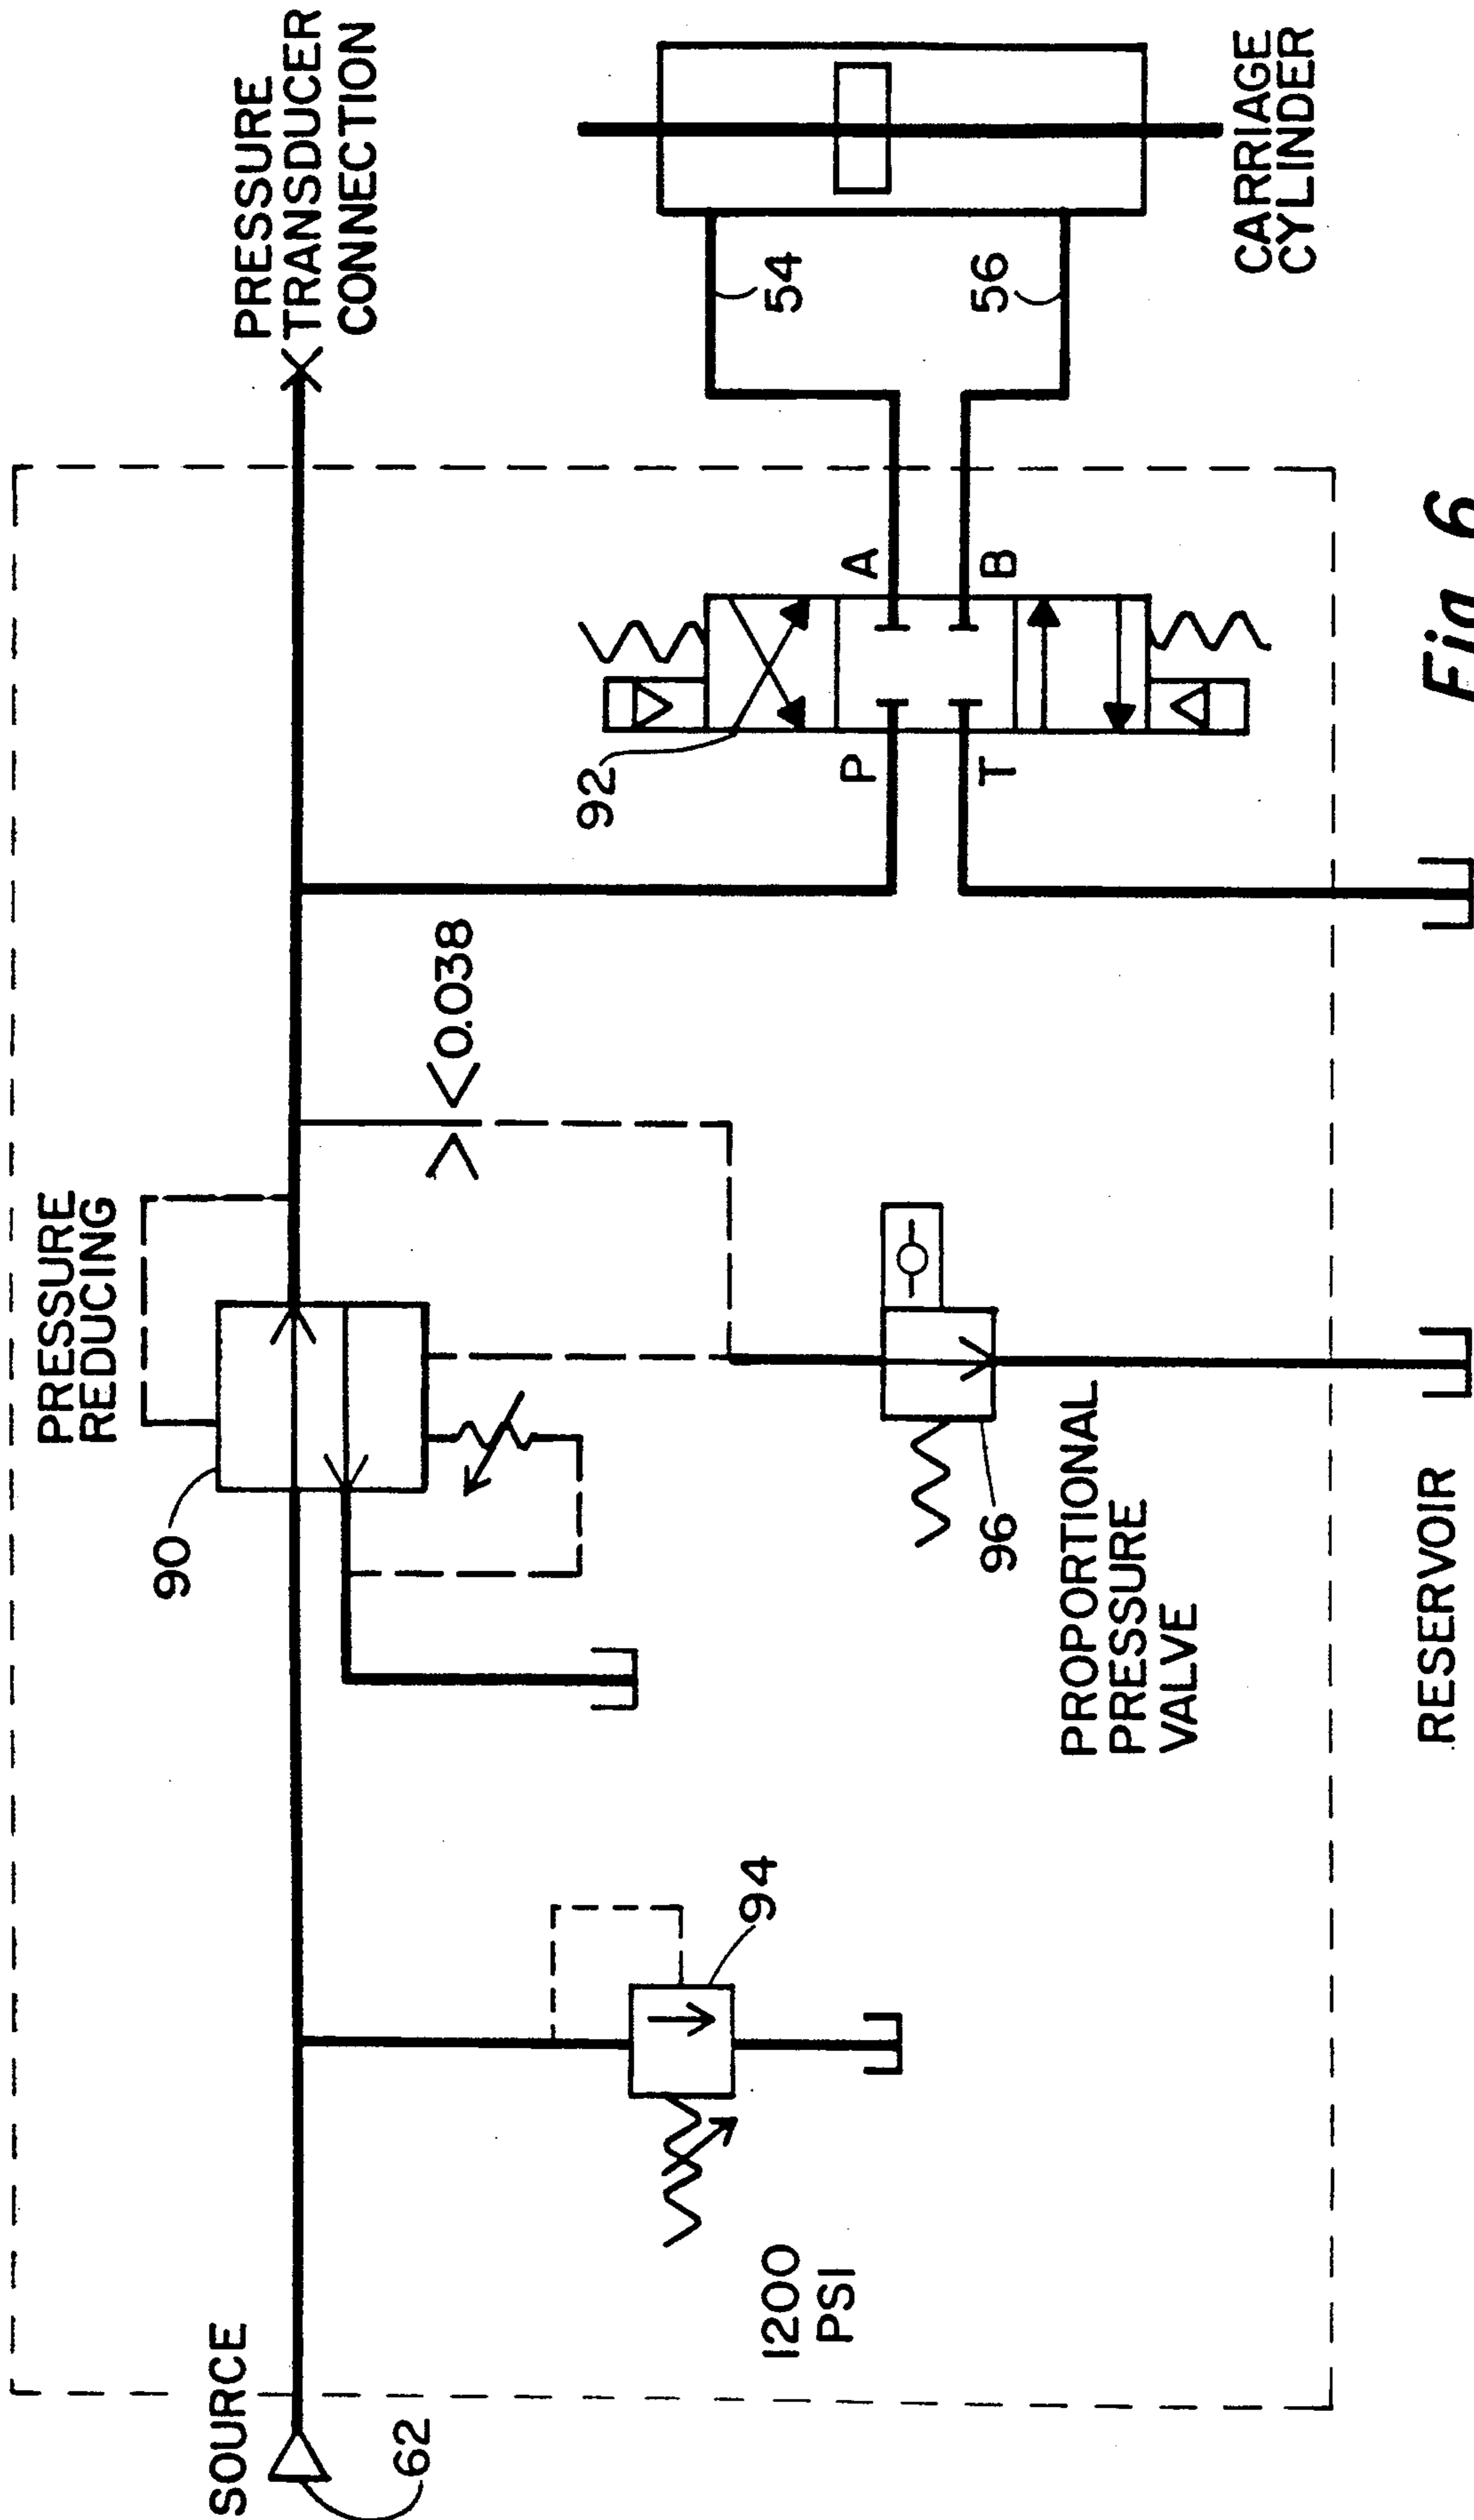 SOURCE
62
1200
PSI
94
90
PRESSURE
REDUCING
<0.038
PROPORTIONAL
PRESSURE
VALVE
96
RESERVOIR
92
P
T
A
B
PRESSURE
TRANSDUCER
CONNECTION
54
56
CARRIAGE
CYLINDER
Fig. 6